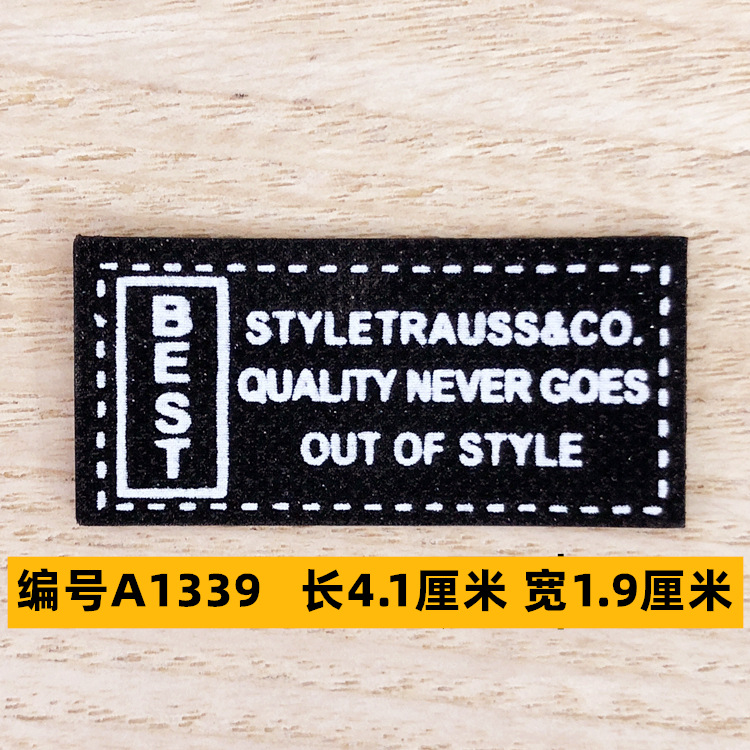 BEST
STYLETRAUSS&CO.
QUALITY NEVER GOES
OUT OF STYLE
编号A1339 长4.1厘米 宽1.9厘米